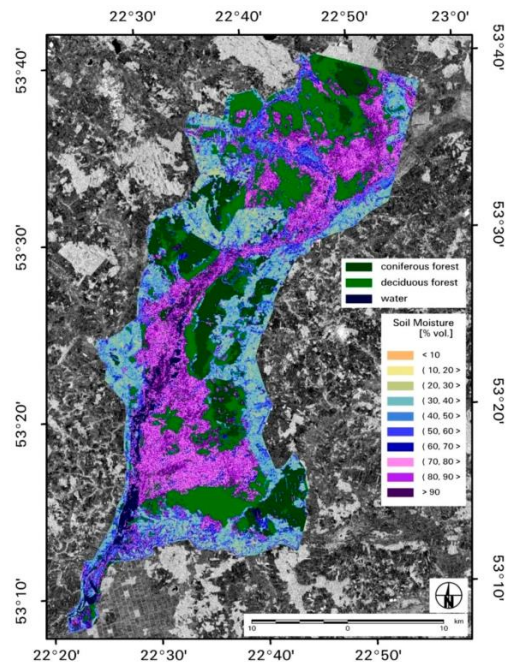 22°30' 22°40' 22°50' 23°0'
53°40' 53°40'
53°30' 53°30'
coniferous forest
deciduous forest
water
Soil Moisture
[% vol.]
< 10
( 10, 20 >
( 20, 30 >
( 30, 40 >
( 40, 50 >
( 50, 60 >
( 60, 70 >
( 70, 80 >
( 80, 90 >
> 90
53°20' 53°20'
53°10' 53°10'
N
km
10 0 10
22°20' 22°30' 22°40' 22°50'